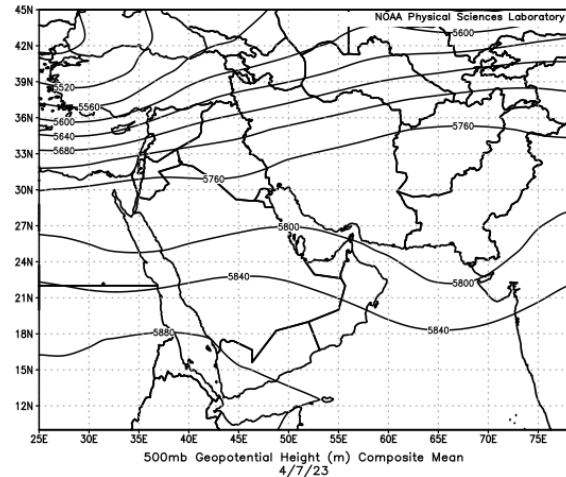 NOAA Physical Sciences Laboratory
45N
42N
39N
36N
33N
30N
27N
24N
21N
18N
15N
12N
5600
5520
5560
5600
5640
5680
5760
5760
5800
5800
5840
5840
5880
25E 30E 35E 40E 45E 50E 55E 60E 65E 70E 75E
500mb Geopotential Height (m) Composite Mean
4/7/23